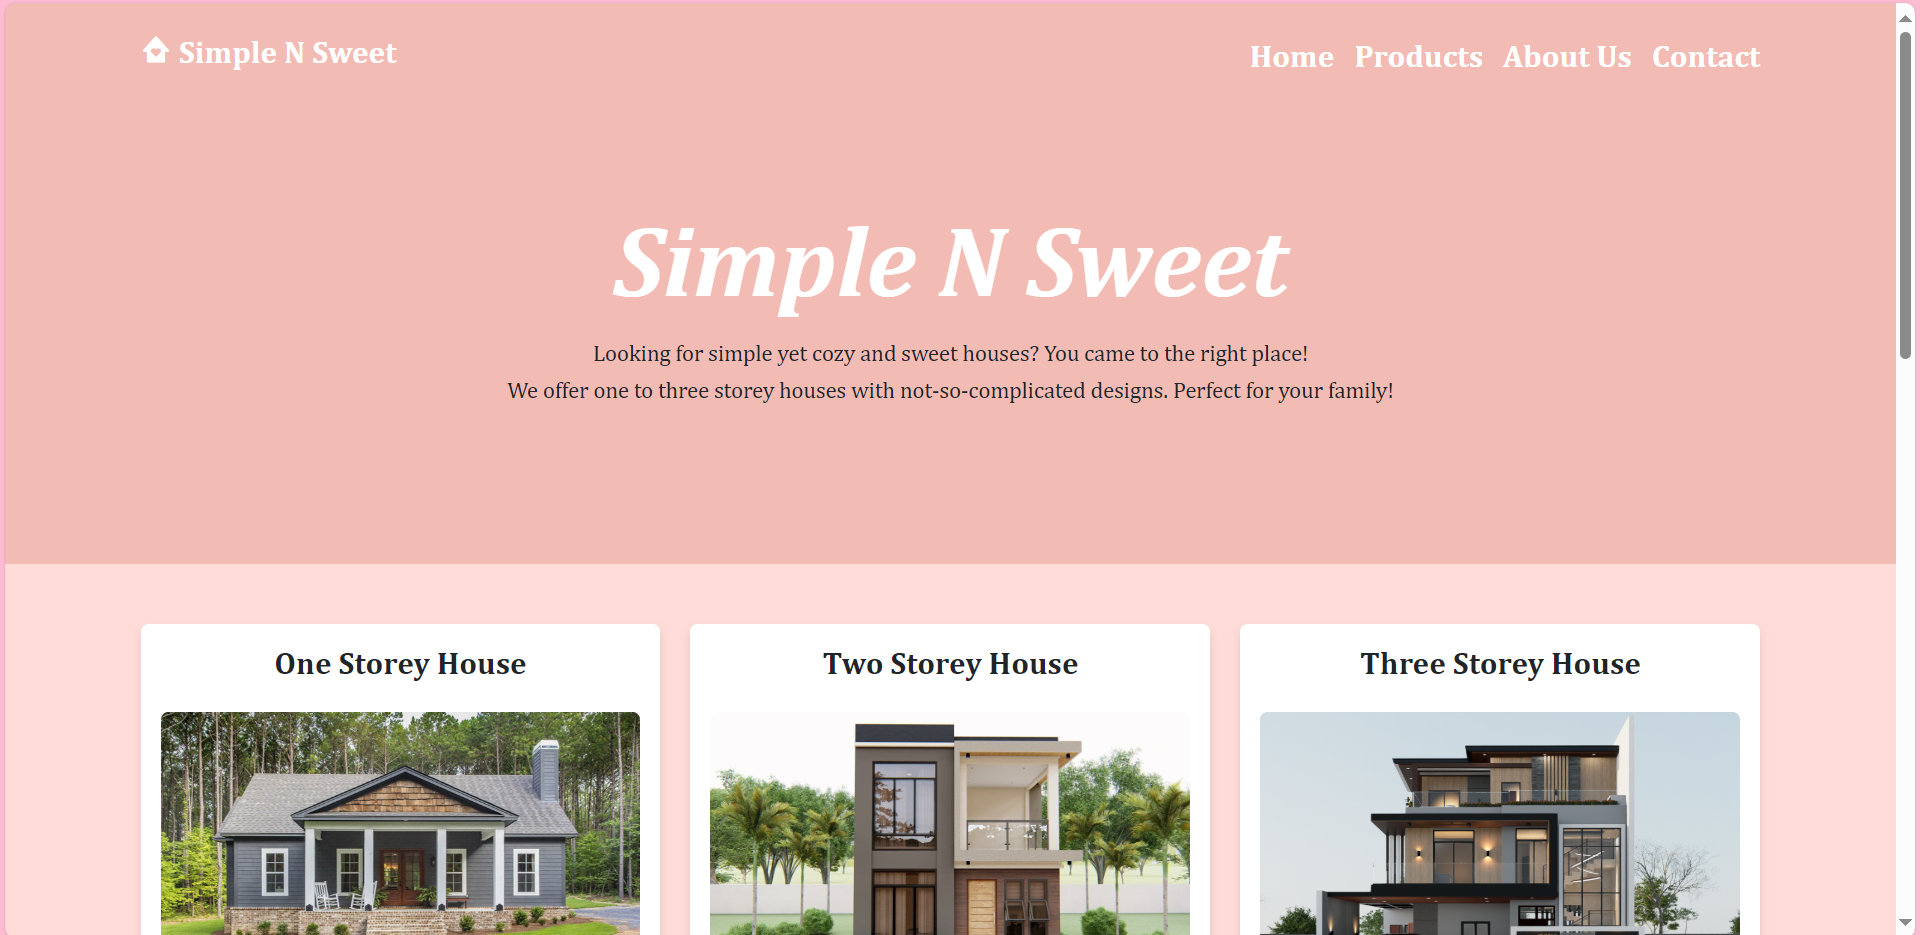 Simple N Sweet
Home Products About Us Contact
Simple N Sweet
Looking for simple yet cozy and sweet houses? You came to the right place!
We offer one to three storey houses with not-so-complicated designs. Perfect for your family!
One Storey House
Two Storey House
Three Storey House